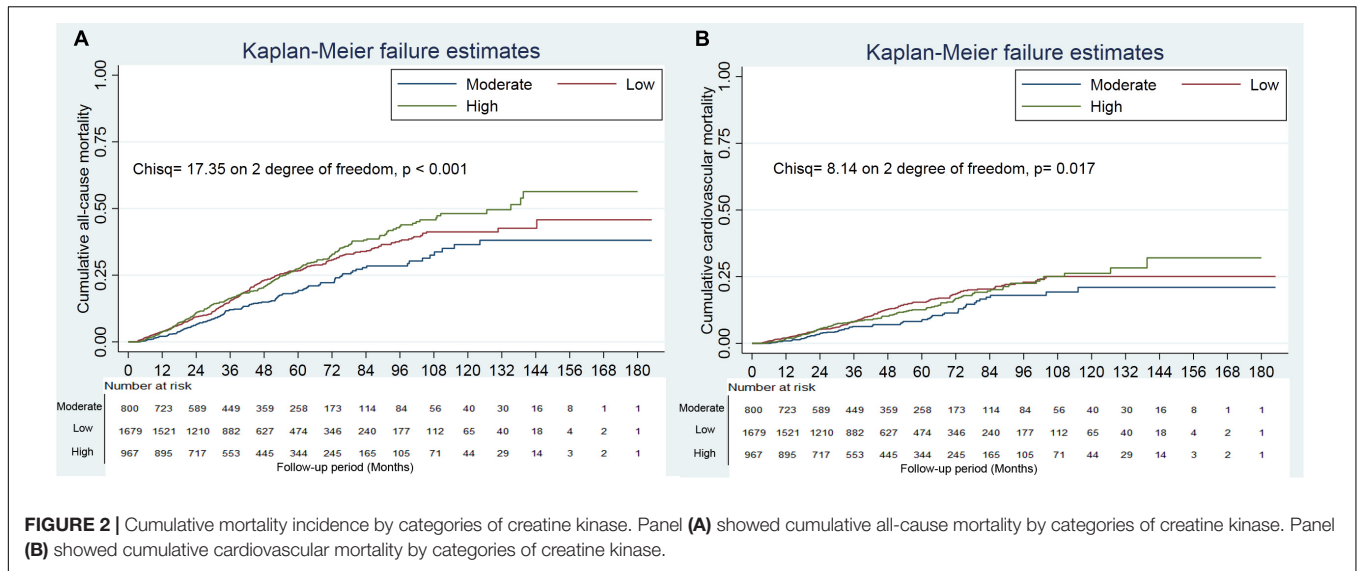 A
Kaplan-Meier failure estimates
Moderate Low
High
Chisq= 17.35 on 2 degree of freedom, p < 0.001
Cumulative all-cause mortality
1.00
0.75
0.50
0.25
0.00
0 12 24 36 48 60 72 84 96 108 120 132 144 156 168 180
Number at risk
Moderate 800 723 589 449 359 258 173 114 84 56 40 30 16 8 1 1
Low 1679 1521 1210 882 627 474 346 240 177 112 65 40 18 4 2 1
High 967 895 717 553 445 344 245 165 105 71 44 29 14 3 2 1
Follow-up period (Months)
B
Kaplan-Meier failure estimates
Moderate Low
High
Chisq= 8.14 on 2 degree of freedom, p= 0.017
Cumulative cardiovascular mortality
1.00
0.75
0.50
0.25
0.00
0 12 24 36 48 60 72 84 96 108 120 132 144 156 168 180
Number at risk
Moderate 800 723 589 449 359 258 173 114 84 56 40 30 16 8 1 1
Low 1679 1521 1210 882 627 474 346 240 177 112 65 40 18 4 2 1
High 967 895 717 553 445 344 245 165 105 71 44 29 14 3 2 1
Follow-up period (Months)
FIGURE 2 | Cumulative mortality incidence by categories of creatine kinase. Panel (A) showed cumulative all-cause mortality by categories of creatine kinase. Panel
(B) showed cumulative cardiovascular mortality by categories of creatine kinase.